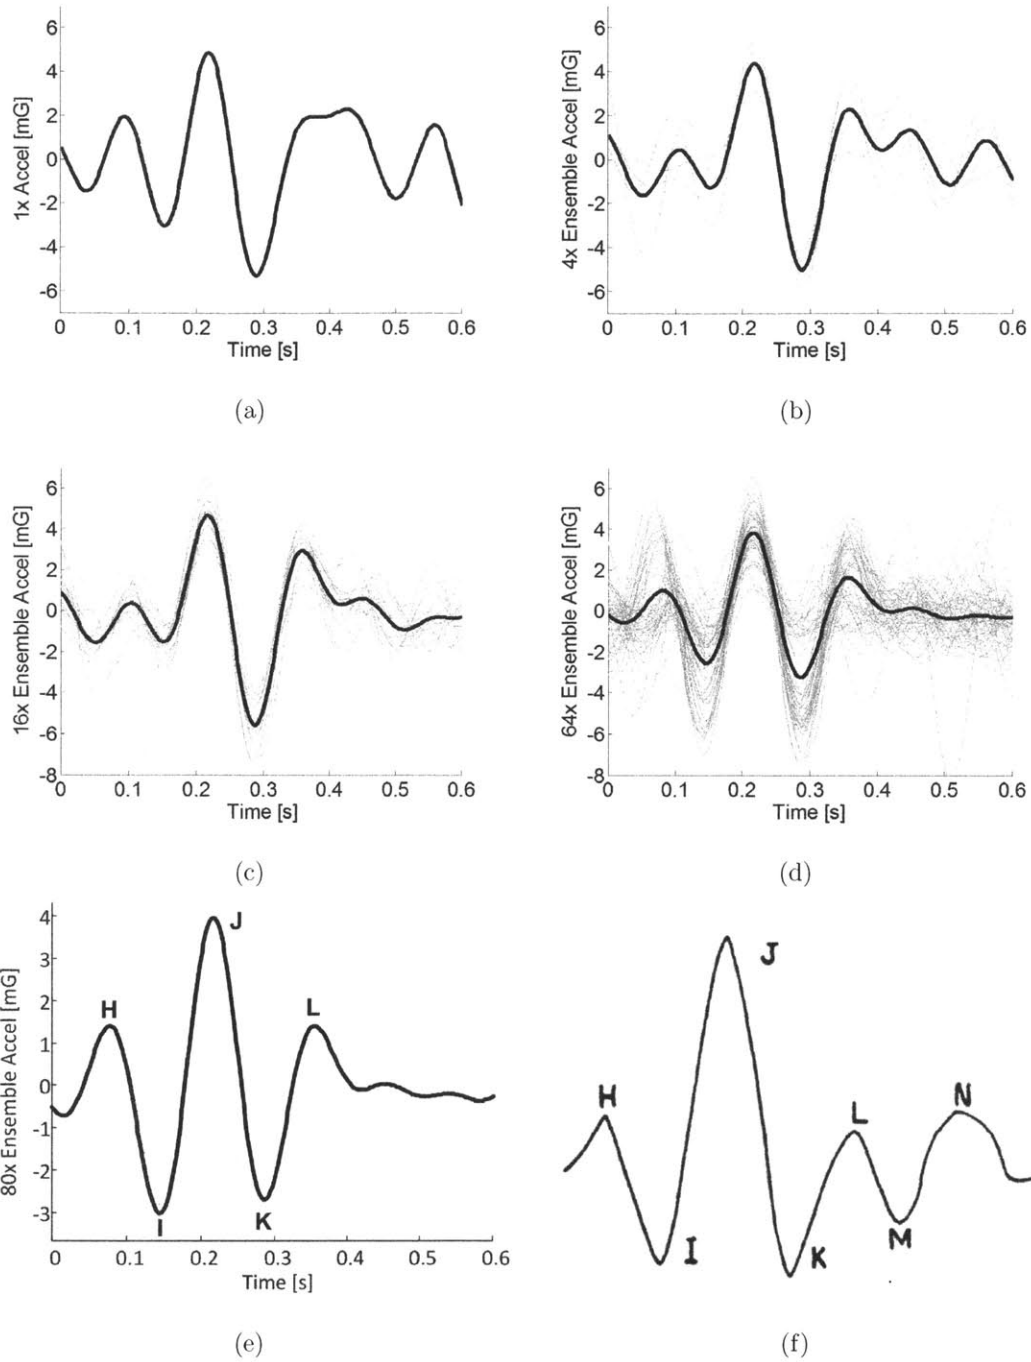 6
4
2
0
-2
-4
-6
1x Accel [mG]
0 0.1 0.2 0.3 0.4 0.5 0.6
Time [s]
(a)
6
4
2
0
-2
-4
-6
4x Ensemble Accel [mG]
0 0.1 0.2 0.3 0.4 0.5 0.6
Time [s]
(b)
6
4
2
0
-2
-4
-6
-8
16x Ensemble Accel [mG]
0 0.1 0.2 0.3 0.4 0.5 0.6
Time [s]
(c)
6
4
2
0
-2
-4
-6
-8
64x Ensemble Accel [mG]
0 0.1 0.2 0.3 0.4 0.5 0.6
Time [s]
(d)
4
3
2
1
0
-1
-2
-3
80x Ensemble Accel [mG]
H
I
J
K
L
0 0.1 0.2 0.3 0.4 0.5 0.6
Time [s]
(e)
H
I
J
K
L
M
N
(f)